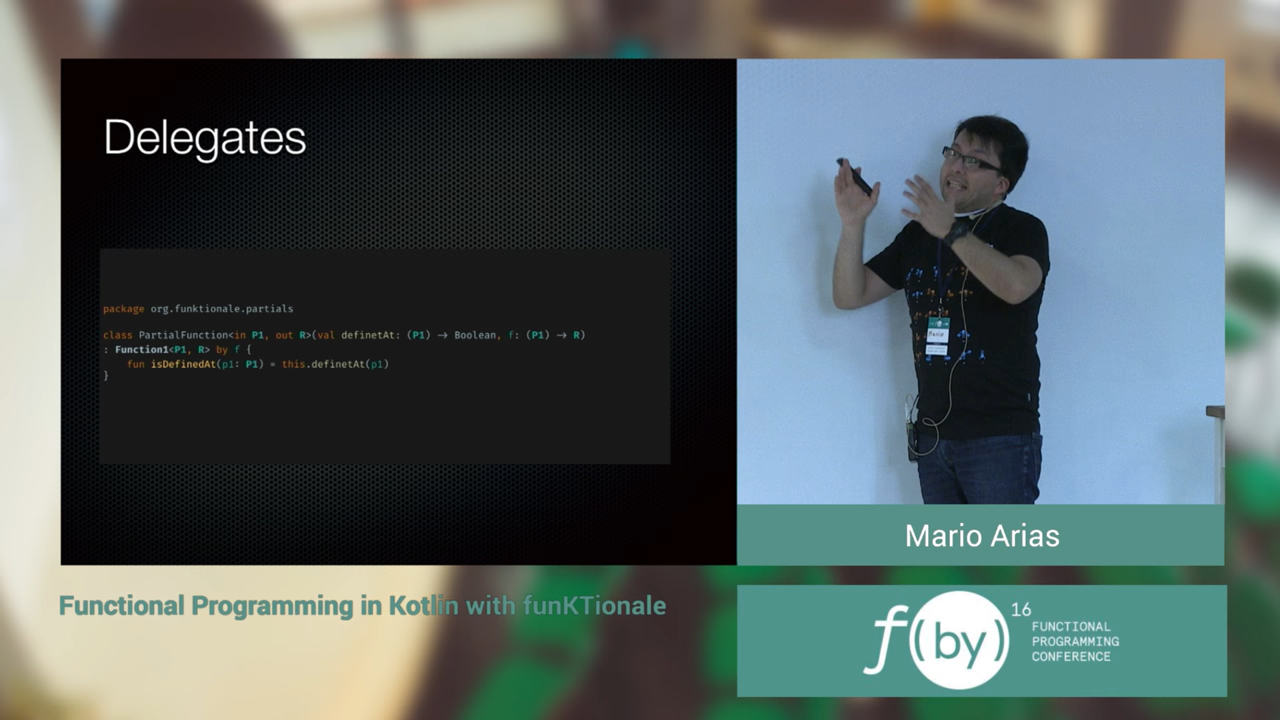 Delegates
package org.funktionale.partials
class PartialFunction<in P1, out R>(val definetAt: (P1) → Boolean, f: (P1) → R)
: Function1<P1, R> by f {
fun isDefinedAt(p1: P1) = this.definetAt(p1)
}
Mario Arias
Functional Programming in Kotlin with funKTionale
f(by) 16
FUNCTIONAL
PROGRAMMING
CONFERENCE